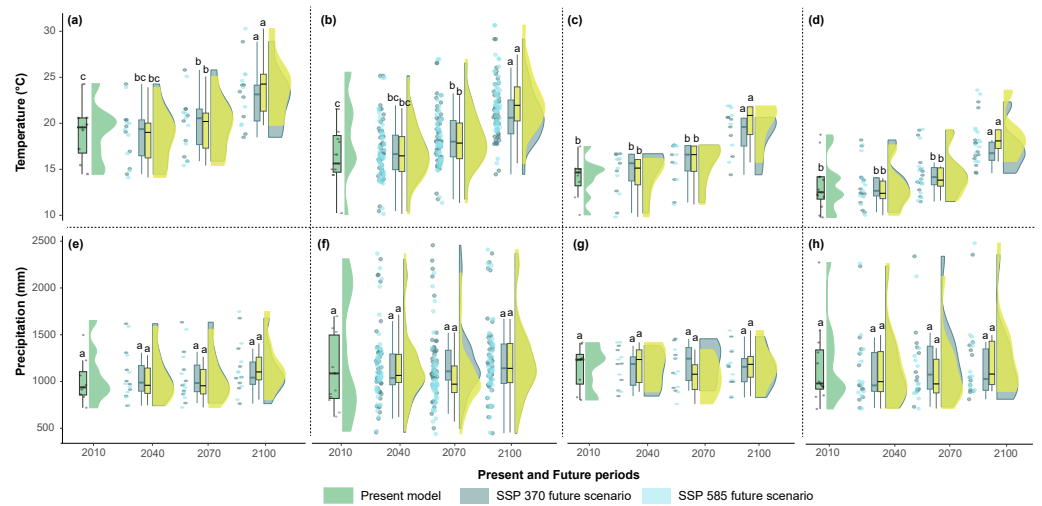 (a) (b) (c) (d)
Temperature (°C)
30
25
20
15
10
c bc bc b b a a
c bc bc b b a a
b b b b b a a
b b b b b a a
(e) (f) (g) (h)
Precipitation (mm)
2500
2000
1500
1000
500
a a a a a a a
a a a a a a a
a a a a a a a
a a a a a a a
2010 2040 2070 2100 2010 2040 2070 2100 2010 2040 2070 2100 2010 2040 2070 2100
Present and Future periods
Present model SSP 370 future scenario SSP 585 future scenario